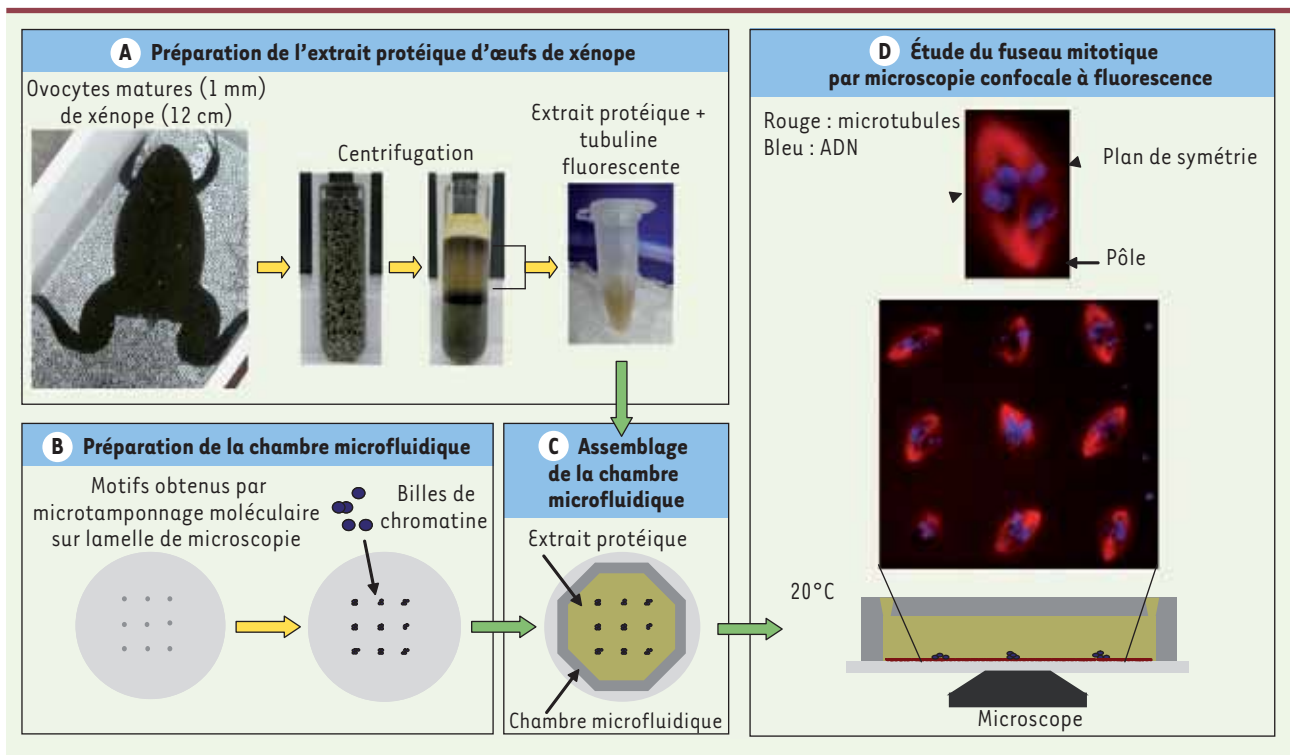 A Préparation de l'extrait protéique d'œufs de xénope
Ovocytes matures (1 mm)
de xénope (12 cm)
Centrifugation
Extrait protéique +
tubuline
fluorescente
B Préparation de la chambre microfluidique
Motifs obtenus par
microtamponnage moléculaire
sur lamelle de microscopie
Billes de
chromatine
C Assemblage
de la chambre
microfluidique
Extrait protéique
Chambre microfluidique
D Étude du fuseau mitotique
par microscopie confocale à fluorescence
Rouge : microtubules
Bleu : ADN
Plan de symétrie
Pôle
20°C
Microscope